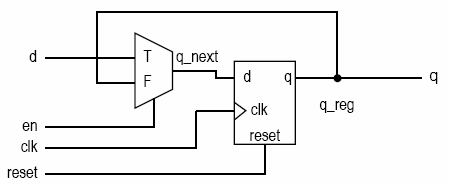 d
T
F
q_next
d
q
q
clk
q_reg
en
clk
reset
reset